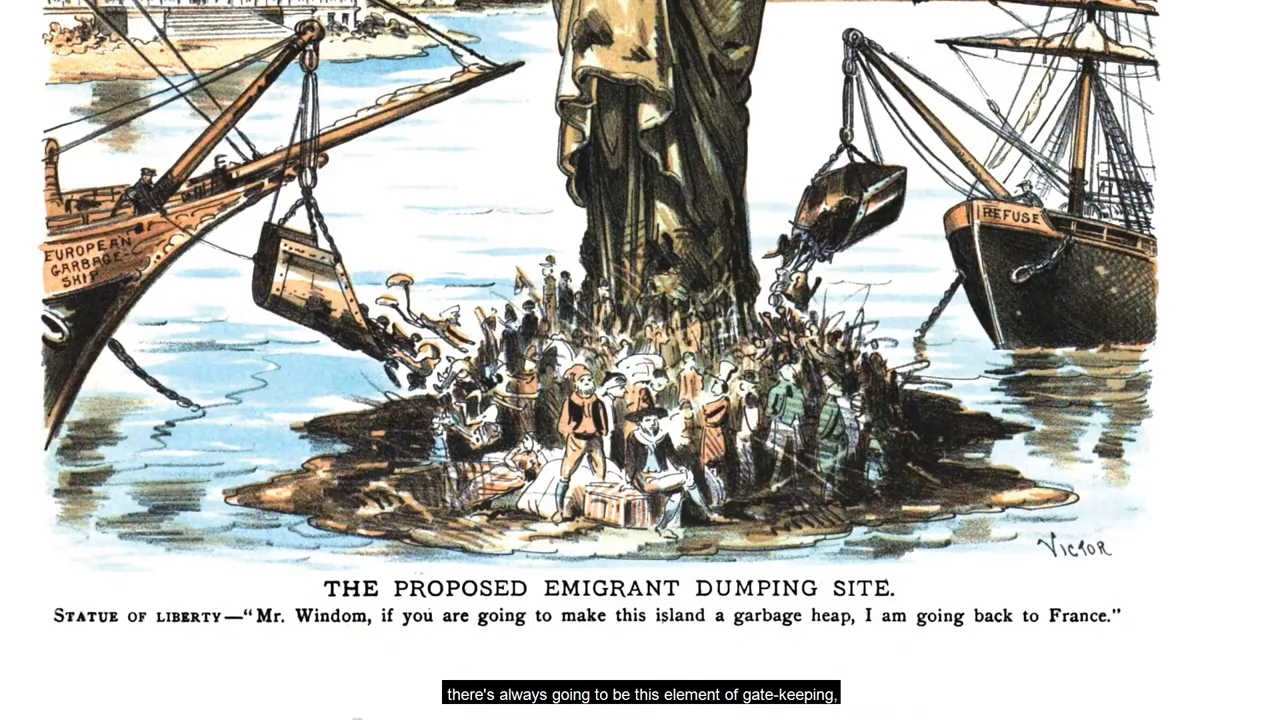 EUROPEAN
GARBAGE-
SHIP
REFUSE
VICTOR
THE PROPOSED EMIGRANT DUMPING SITE.
STATUE OF LIBERTY—“Mr. Windom, if you are going to make this island a garbage heap, I am going back to France.”
there's always going to be this element of gate-keeping,